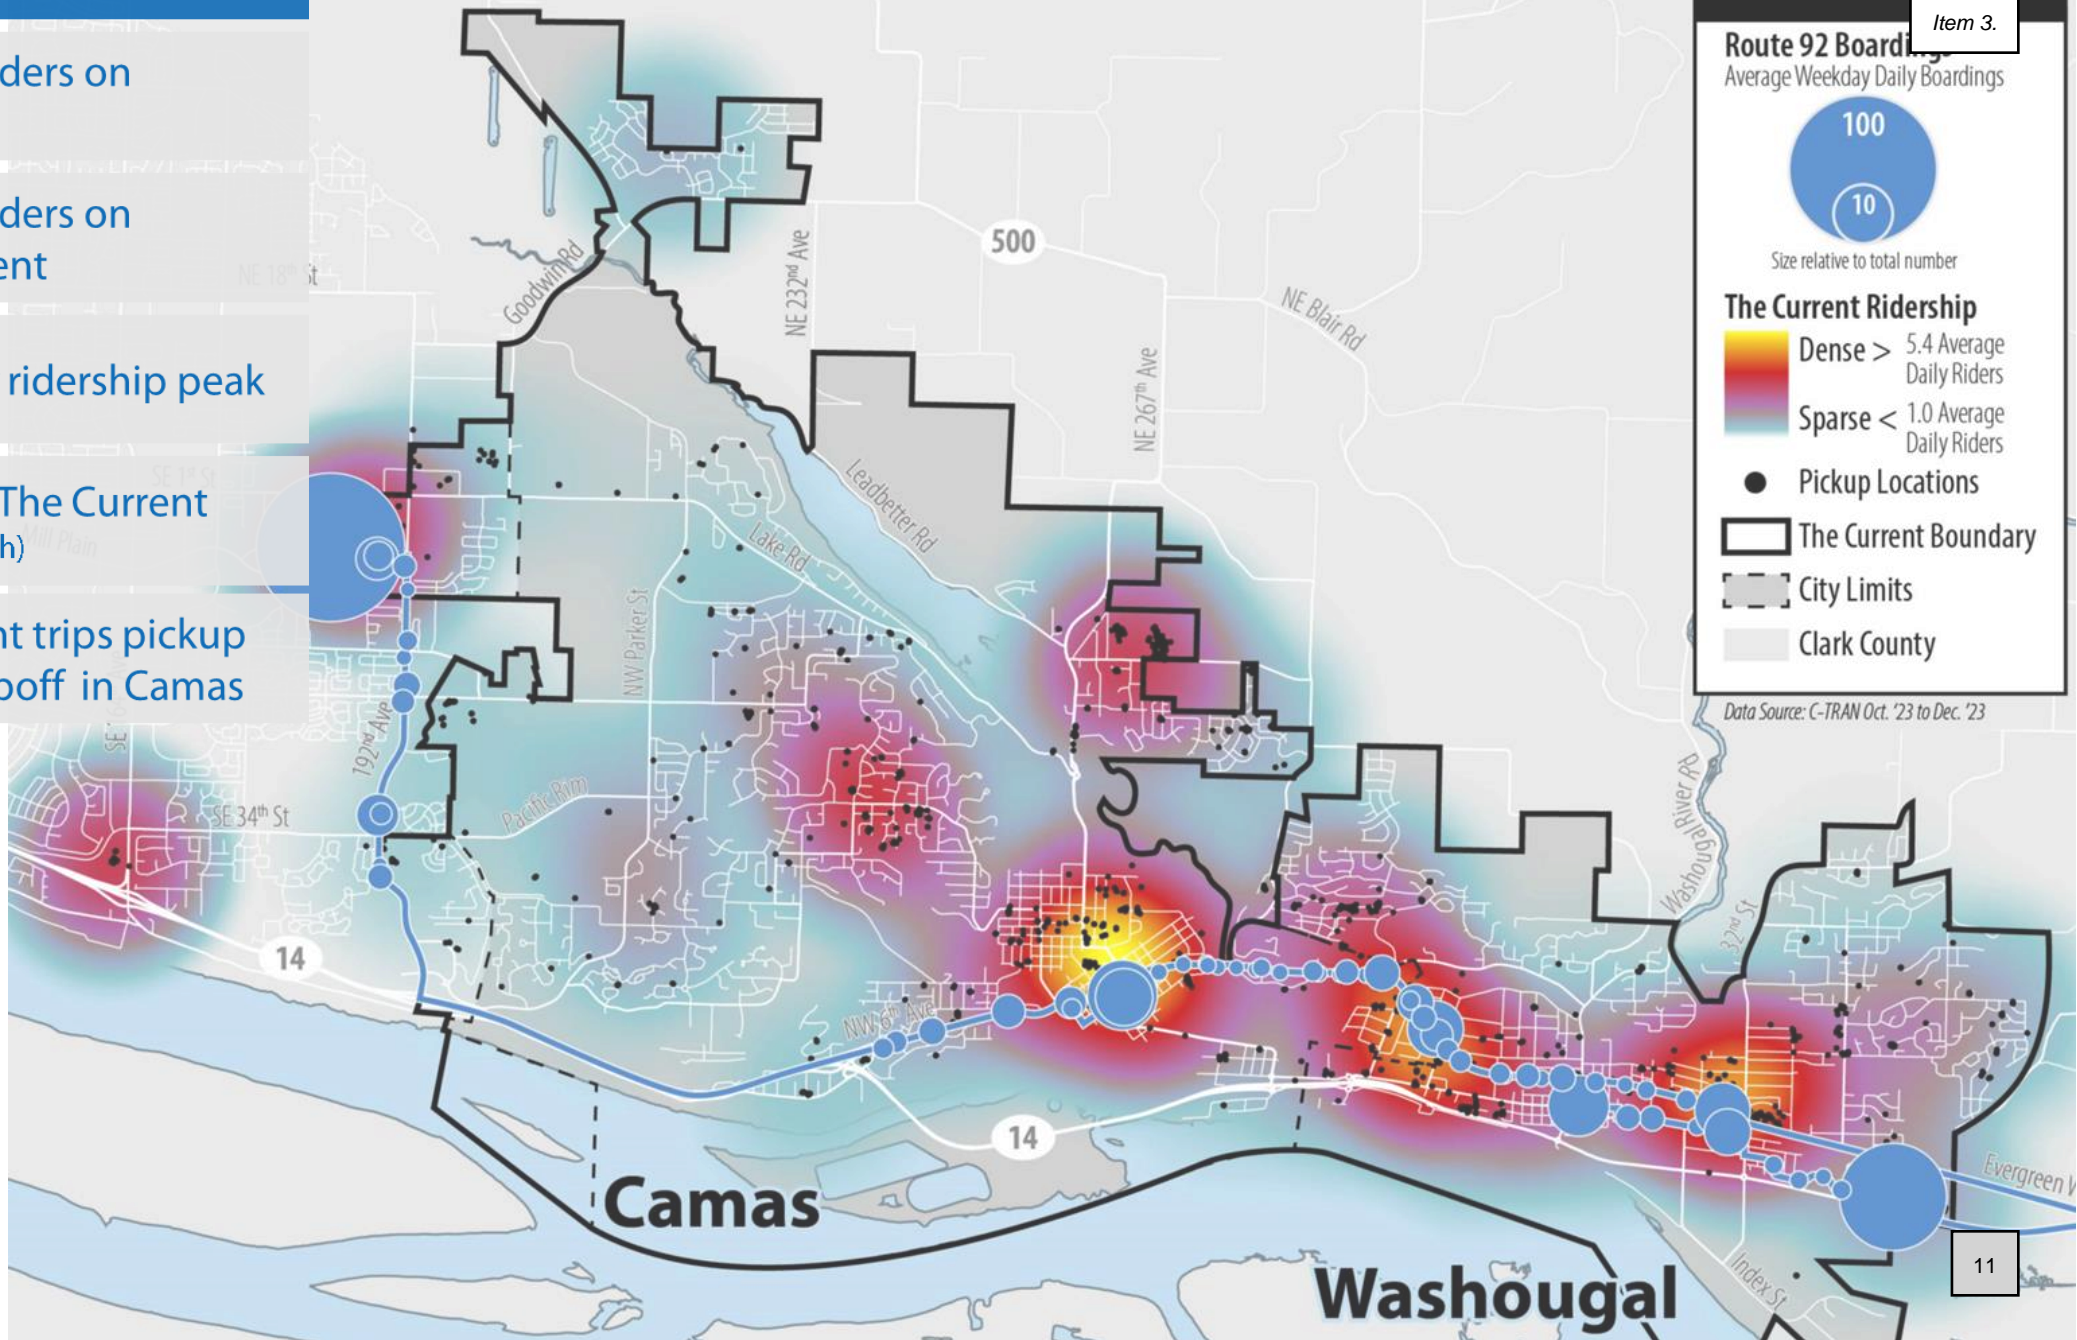 ders on
ders on
ent
ridership peak
The Current
h)
nt trips pickup
poff in Camas
Item 3.
Route 92
Average Weekday Daily Boardings
100
10
Size relative to total number
The Current Ridership
Dense > 5.4 Average
Daily Riders
Sparse < 1.0 Average
Daily Riders
Pickup Locations
The Current Boundary
City Limits
Clark County
Data Source: C-TRAN Oct. '23 to Dec. '23
NE 18th St
Goodwin Rd
NE 232nd Ave
500
NE Blair Rd
NE 267th Ave
SE 1st St
Mill Plain
Leadbetter Rd
Lake Rd
NW Parker St
192nd Ave
SE 34th St
Pacific Rim
14
NW 6th Ave
14
Washougal River Rd
32nd St
Evergreen W
Index St
Camas
Washougal
11